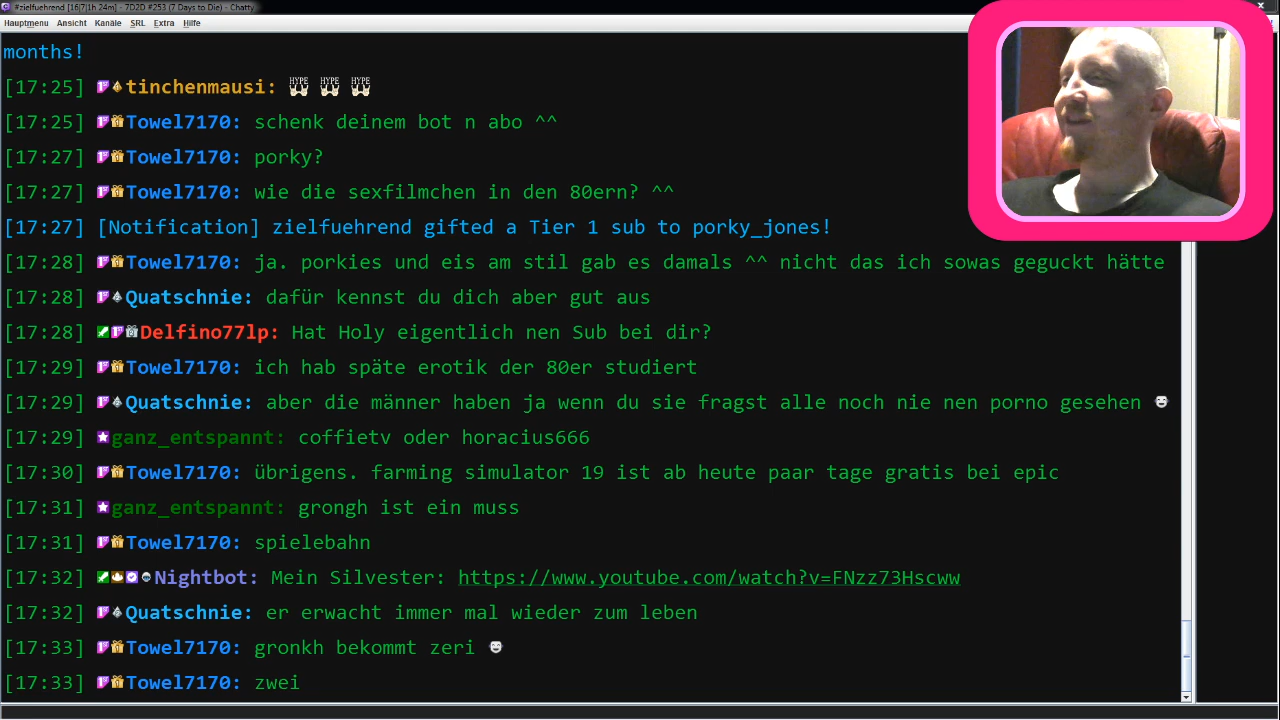 #zielfuehrend [16|7|1h 24m] - 7D2D #253 (7 Days to Die) - Chatty
Hauptmenu Ansicht Kanäle SRL Extra Hilfe
months!
[17:25] tinchenmausi: HYPE HYPE HYPE
[17:25] Towel7170: schenk deinem bot n abo ^^
[17:27] Towel7170: porky?
[17:27] Towel7170: wie die sexfilmchen in den 80ern? ^^
[17:27] [Notification] zielfuehrend gifted a Tier 1 sub to porky_jones!
[17:28] Towel7170: ja. porkies und eis am stil gab es damals ^^ nicht das ich sowas geguckt hätte
[17:28] Quatschnie: dafür kennst du dich aber gut aus
[17:28] Delfino77lp: Hat Holy eigentlich nen Sub bei dir?
[17:29] Towel7170: ich hab späte erotik der 80er studiert
[17:29] Quatschnie: aber die männer haben ja wenn du sie fragst alle noch nie nen porno gesehen
[17:29] ganz_entspannt: coffietv oder horacius666
[17:30] Towel7170: übrigens. farming simulator 19 ist ab heute paar tage gratis bei epic
[17:31] ganz_entspannt: grongh ist ein muss
[17:31] Towel7170: spielebahn
[17:32] Nightbot: Mein Silvester: https://www.youtube.com/watch?v=FNzz73Hscww
[17:32] Quatschnie: er erwacht immer mal wieder zum leben
[17:33] Towel7170: gronkh bekommt zeri
[17:33] Towel7170: zwei